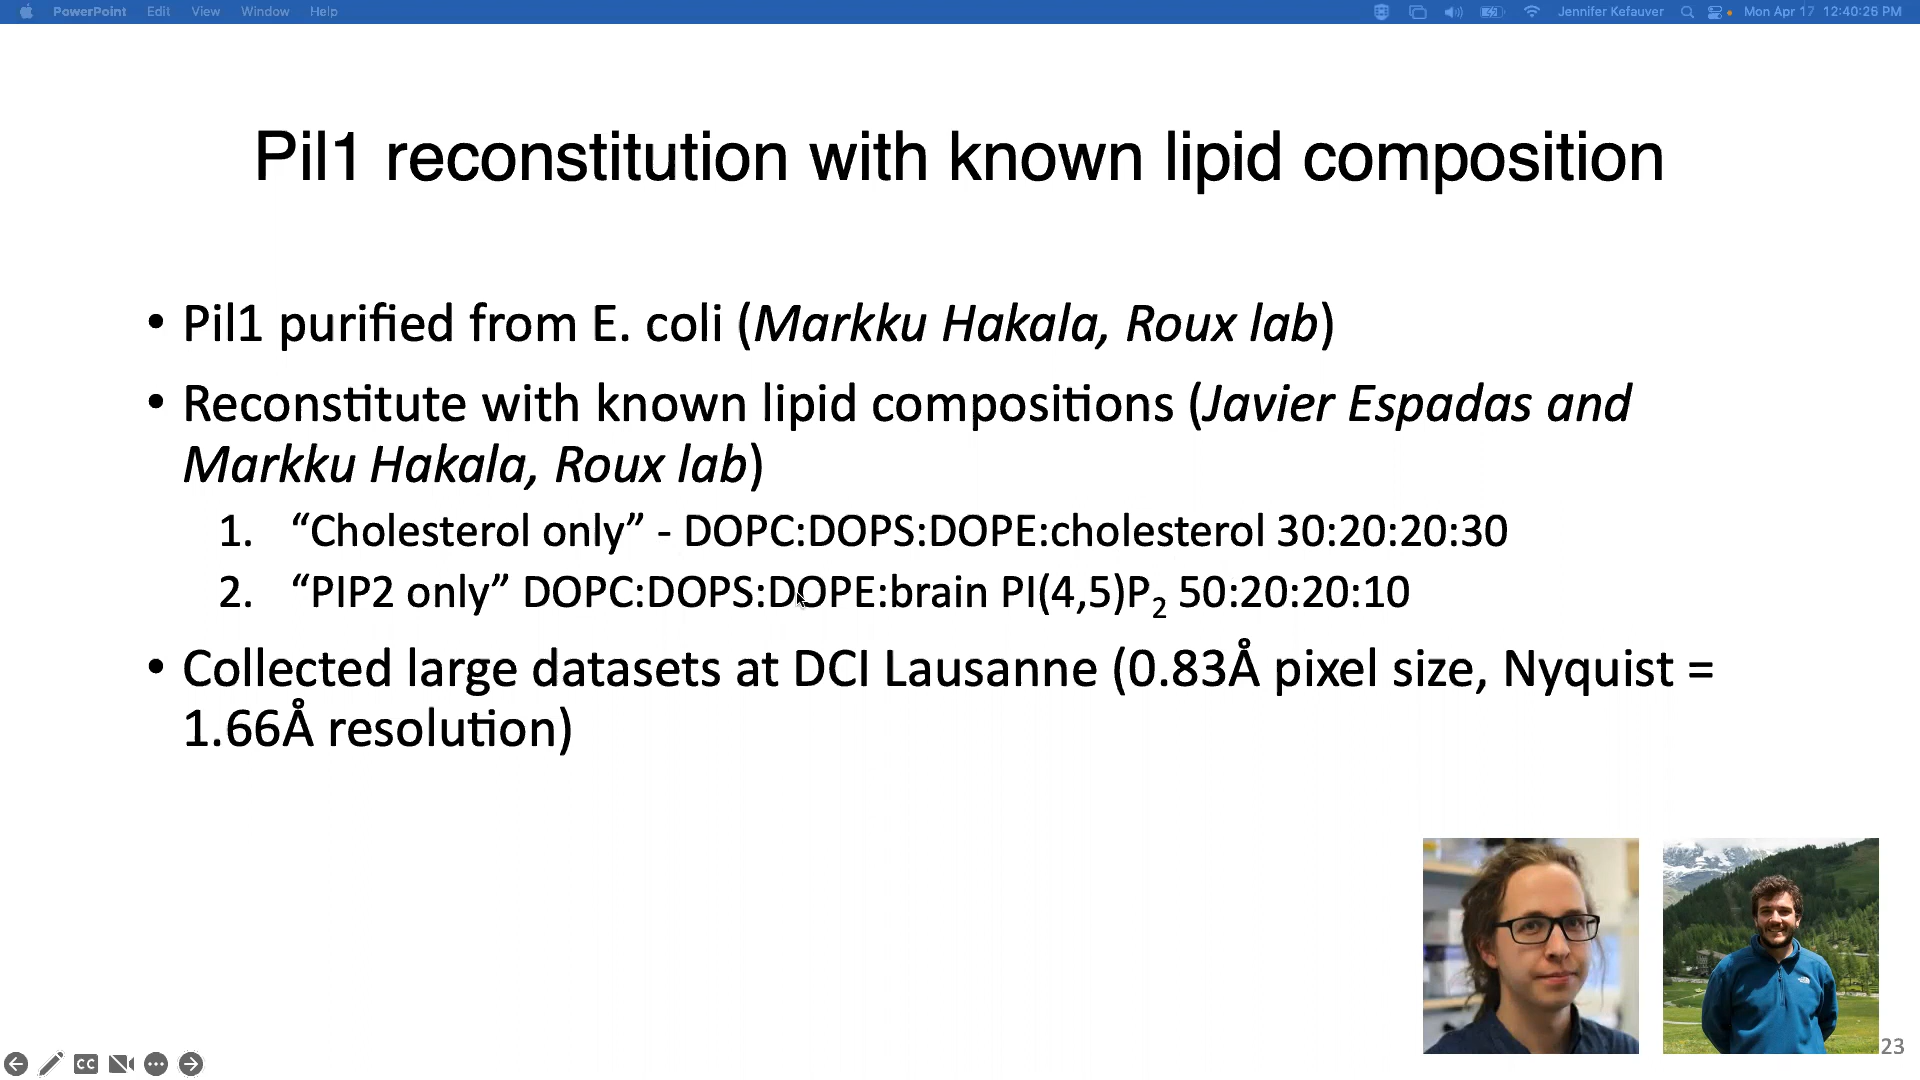 PowerPoint Edit View Window Help Jennifer Kefauver Mon Apr 17 12:40:26 PM
Pil1 reconstitution with known lipid composition
• Pil1 purified from E. coli (Markku Hakala, Roux lab)
• Reconstitute with known lipid compositions (Javier Espadas and
Markku Hakala, Roux lab)
1. “Cholesterol only” - DOPC:DOPS:DOPE:cholesterol 30:20:20:30
2. “PIP2 only” DOPC:DOPS:DOPE:brain PI(4,5)P₂ 50:20:20:10
• Collected large datasets at DCI Lausanne (0.83Å pixel size, Nyquist =
1.66Å resolution)
23
CC